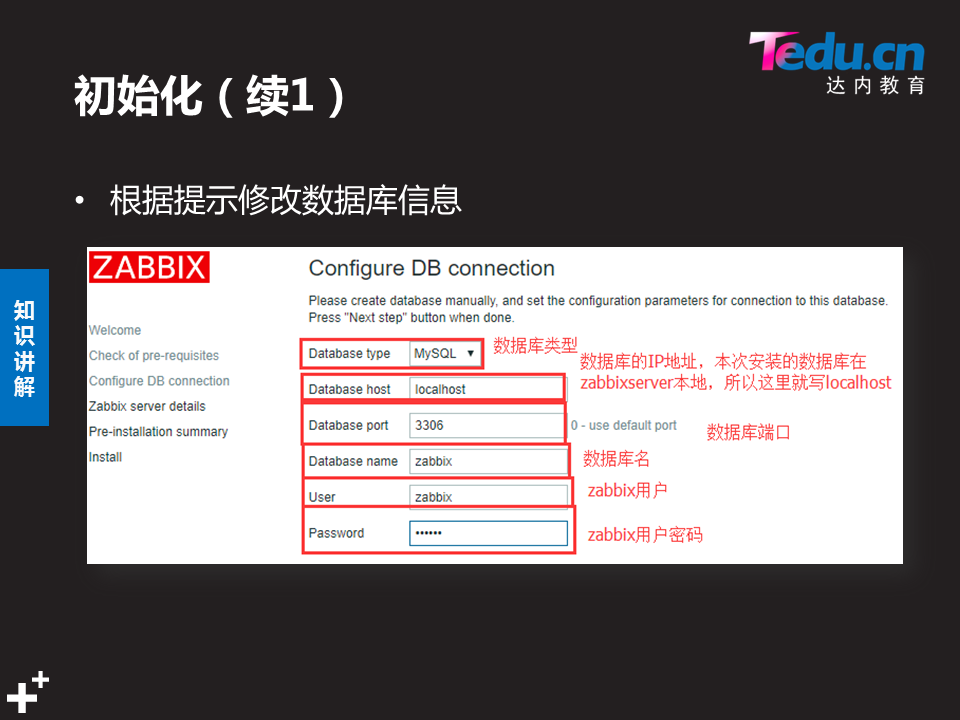 Tedu.cn
达内教育
初始化（续1）
• 根据提示修改数据库信息
知识讲解
ZABBIX
Welcome
Check of pre-requisites
Configure DB connection
Zabbix server details
Pre-installation summary
Install
Configure DB connection
Please create database manually, and set the configuration parameters for connection to this database.
Press "Next step" button when done.
Database type MySQL ▼ 数据库类型
数据库的IP地址，本次安装的数据库在
zabbixserver本地，所以这里就写localhost
Database host localhost
Database port 3306 0 - use default port 数据库端口
Database name zabbix 数据库名
User zabbix zabbix用户
Password •••••• zabbix用户密码